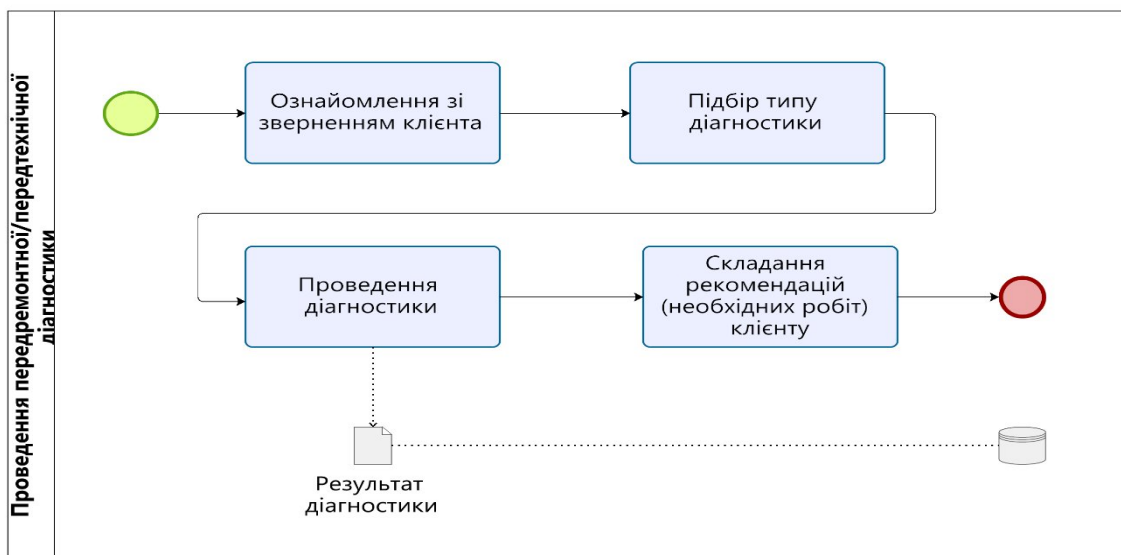 Проведення передремонтної/передтехнічної
діагностики
Ознайомлення зі
зверненням клієнта
Підбір типу
діагностики
Проведення
діагностики
Складання
рекомендацій
(необхідних робіт)
клієнту
Результат
діагностики